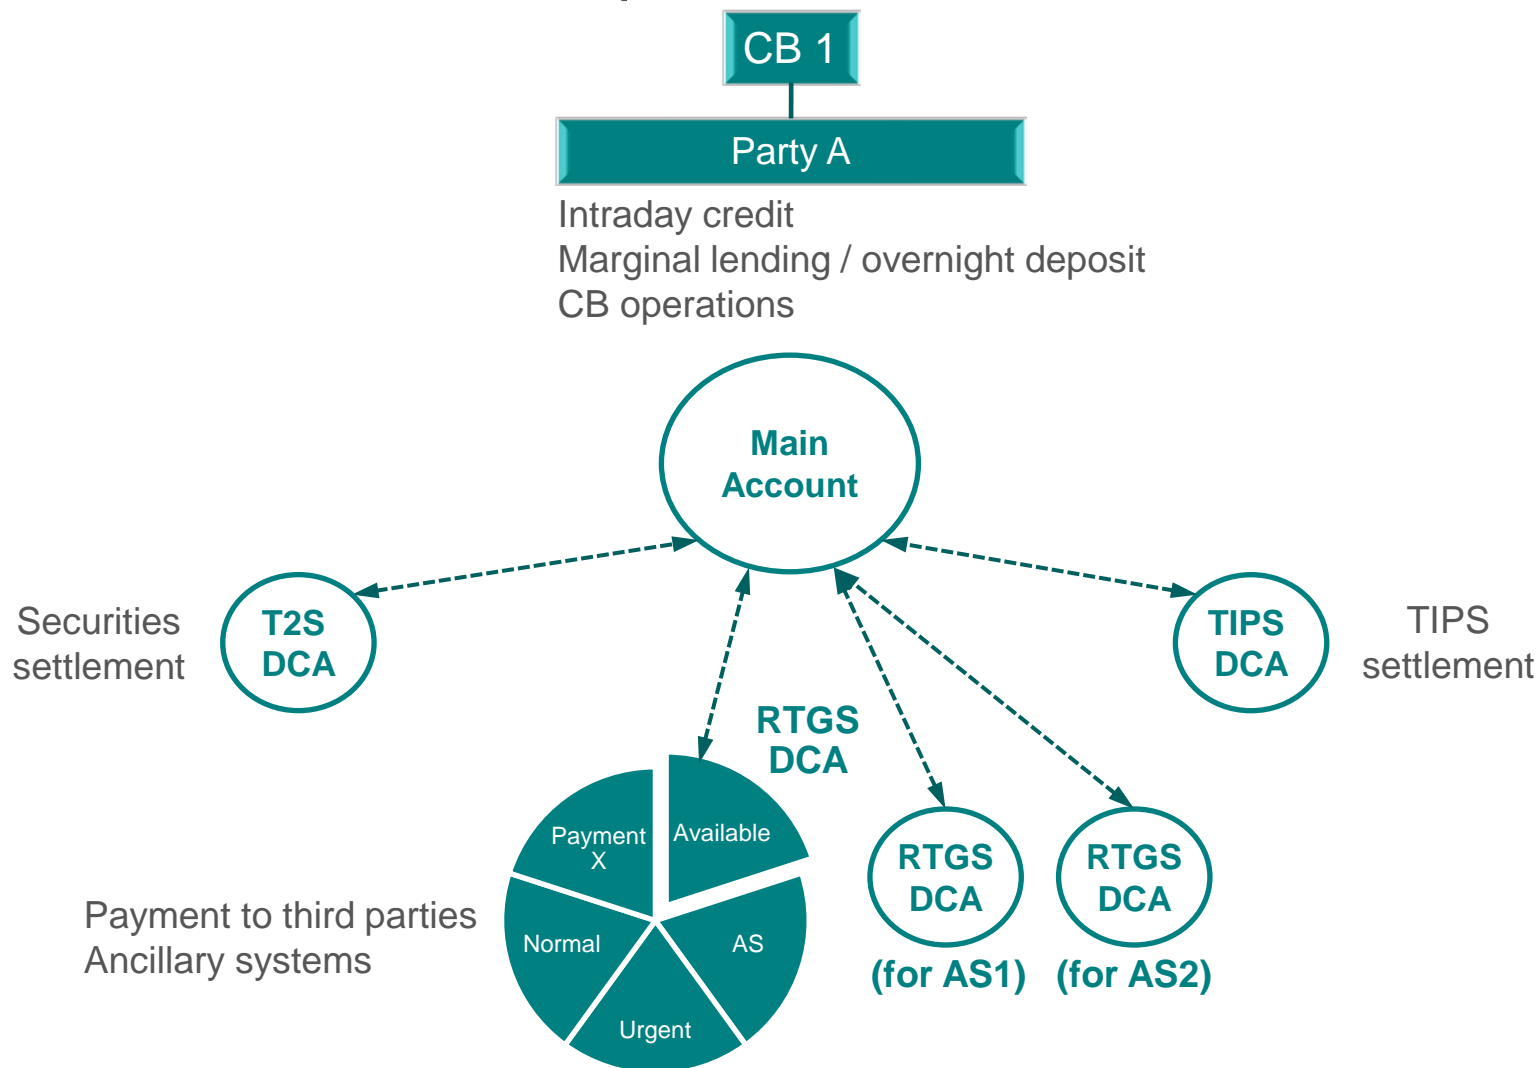 CB 1
Party A
Intraday credit
Marginal lending / overnight deposit
CB operations
Main
Account
Securities
settlement
T2S
DCA
TIPS
DCA
TIPS
settlement
RTGS
DCA
Payment
X
Available
Normal
AS
Urgent
Payment to third parties
Ancillary systems
RTGS
DCA
(for AS1)
RTGS
DCA
(for AS2)